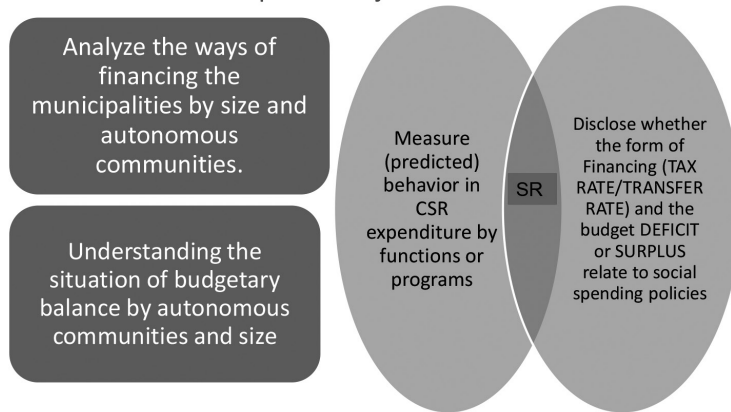 Analyze the ways of
financing the
municipalities by size and
autonomous
communities.
Understanding the
situation of budgetary
balance by autonomous
communities and size
Measure
(predicted)
behavior in
CSR
expenditure by
functions or
programs
SR
Disclose whether
the form of
Financing (TAX
RATE/TRANSFER
RATE) and the
budget DEFICIT
or SURPLUS
relate to social
spending policies